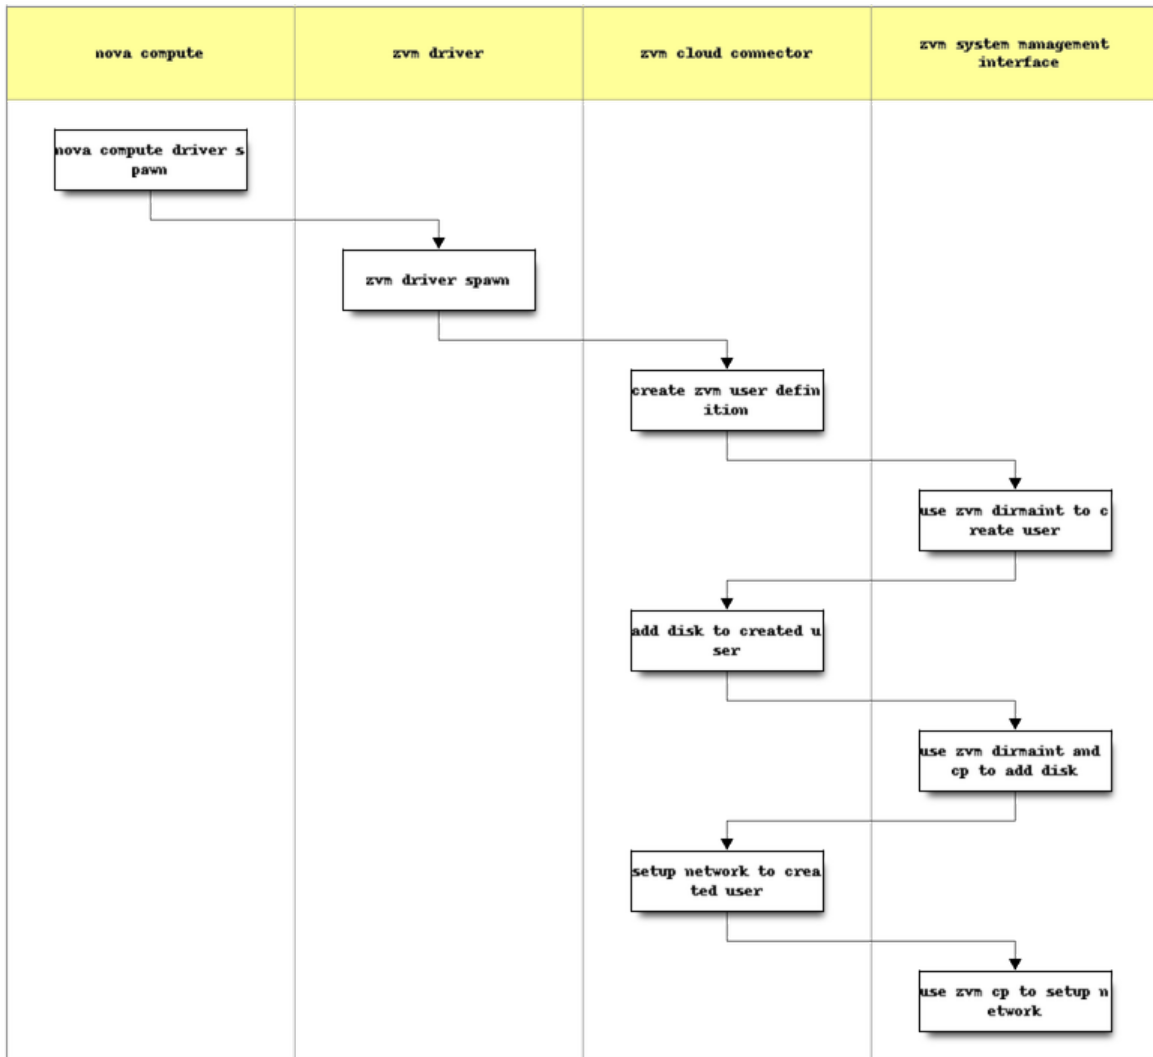 nova compute
zvm driver
zvm cloud connector
zvm system management
interface
nova compute driver s
pawn
zvm driver spawn
create zvm user defin
ition
use zvm dirmaint to c
reate user
add disk to created u
ser
use zvm dirmaint and
cp to add disk
setup network to crea
ted user
use zvm cp to setup n
etwork